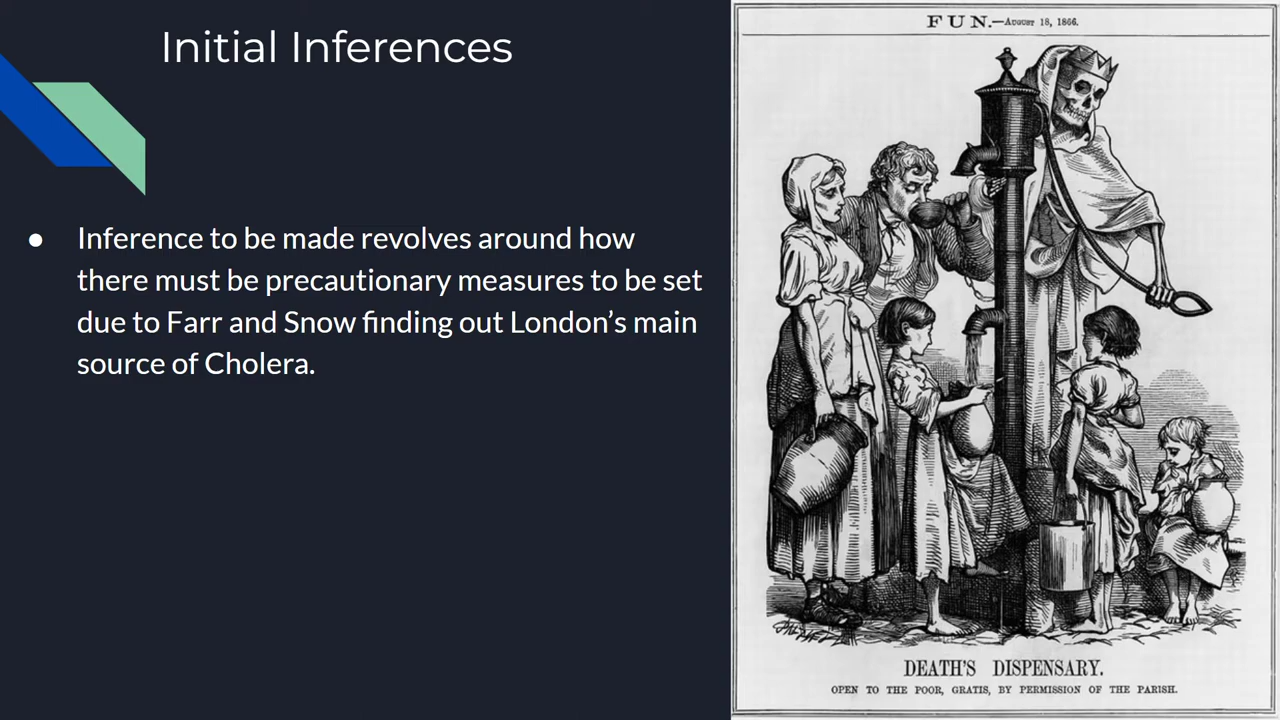 Initial Inferences
● Inference to be made revolves around how
there must be precautionary measures to be set
due to Farr and Snow finding out London’s main
source of Cholera.
FUN.—August 18, 1866.
DEATH'S DISPENSARY.
OPEN TO THE POOR, GRATIS, BY PERMISSION OF THE PARISH.